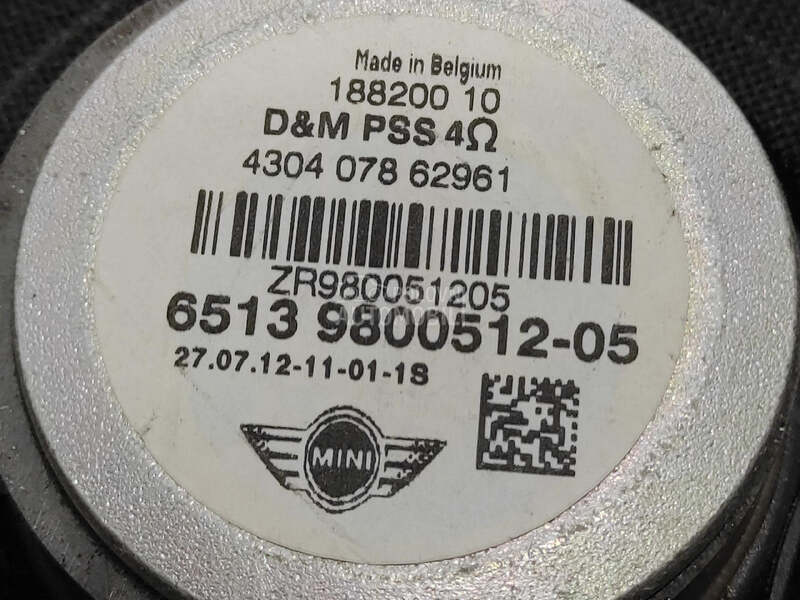 Made in Belgium
188200 10
D&M PSS 4Ω
4304 078 62961
ZR980051205
6513 9800512-05
27.07.12-11-01-1S
MINI